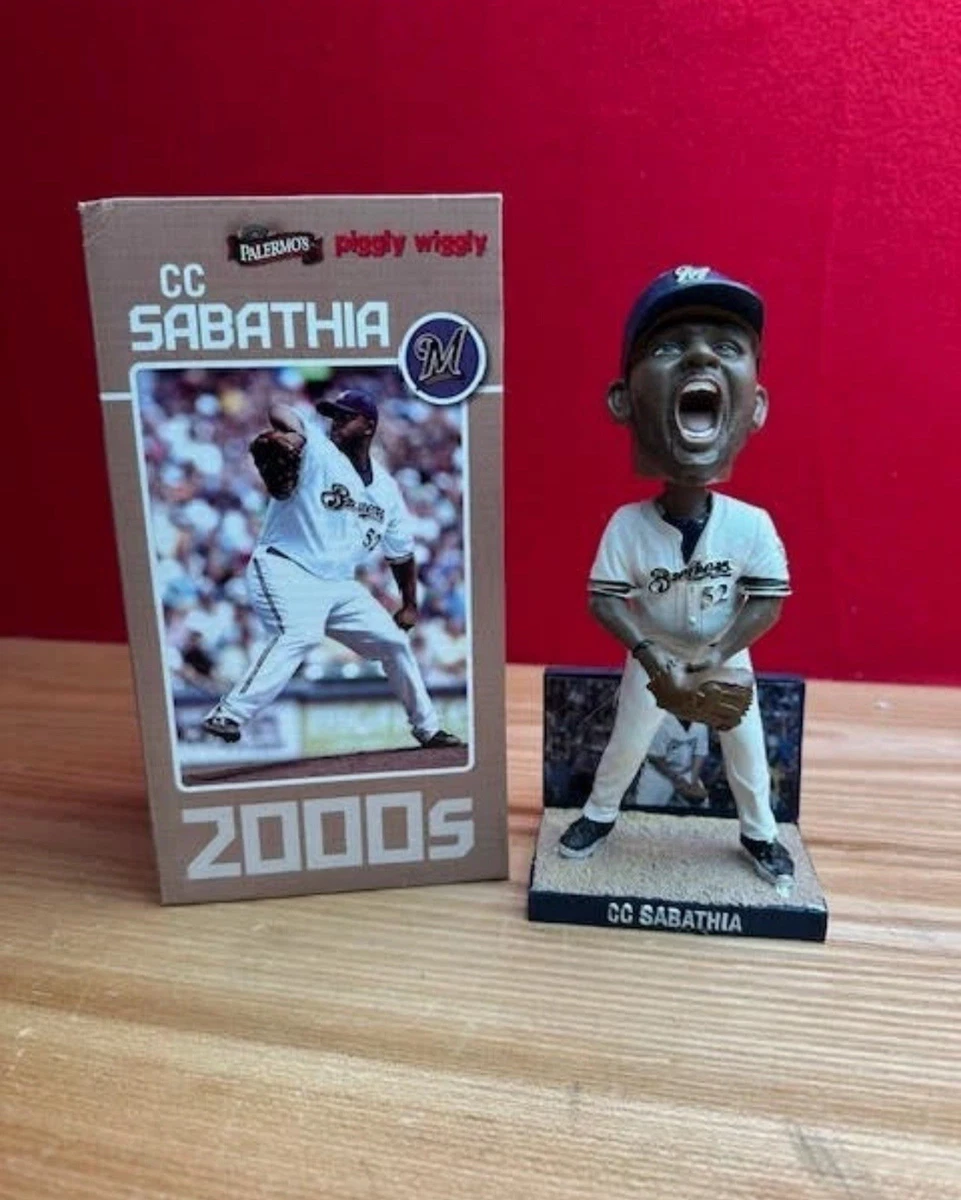 PALERMO'S piggly wiggly
CC
SABATHIA
M
Brewers
52
2000s
M
Brewers
52
CC SABATHIA